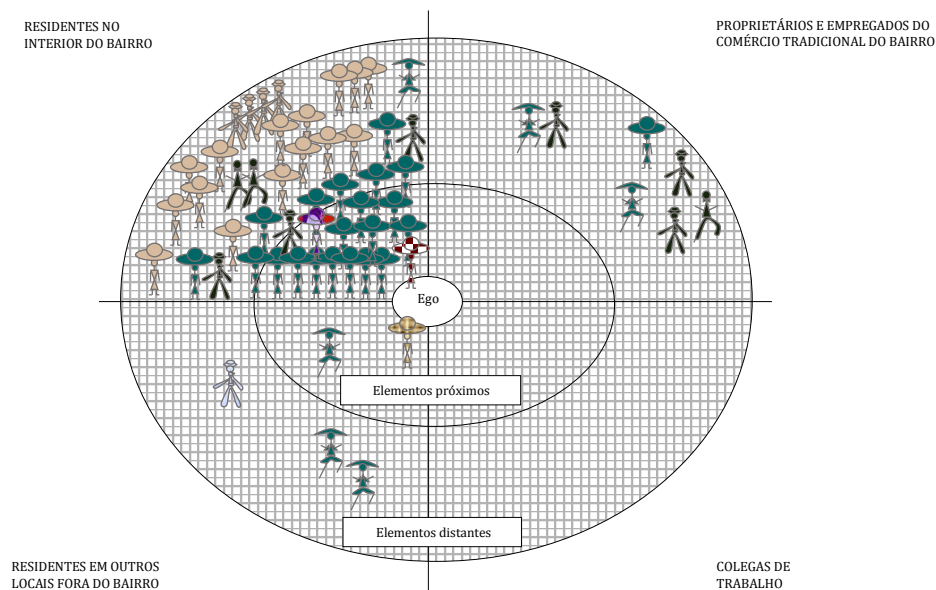 RESIDENTES NO
INTERIOR DO BAIRRO
PROPRIETÁRIOS E EMPREGADOS DO
COMÉRCIO TRADICIONAL DO BAIRRO
Ego
Elementos próximos
Elementos distantes
RESIDENTES EM OUTROS
LOCAIS FORA DO BAIRRO
COLEGAS DE
TRABALHO